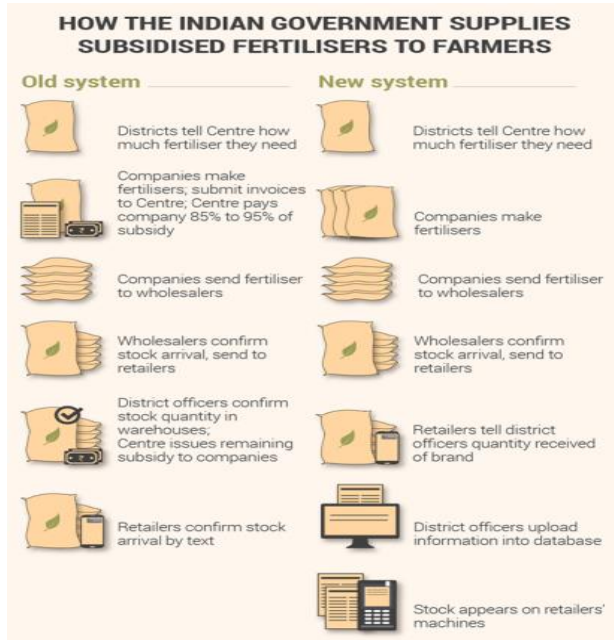 HOW THE INDIAN GOVERNMENT SUPPLIES
SUBSIDISED FERTILISERS TO FARMERS
Old system
Districts tell Centre how
much fertiliser they need
Companies make
fertilisers; submit invoices
to Centre; Centre pays
company 85% to 95% of
subsidy
Companies send fertiliser
to wholesalers
Wholesalers confirm
stock arrival, send to
retailers
District officers confirm
stock quantity in
warehouses;
Centre issues remaining
subsidy to companies
Retailers confirm stock
arrival by text
New system
Districts tell Centre how
much fertiliser they need
Companies make
fertilisers
Companies send fertiliser
to wholesalers
Wholesalers confirm
stock arrival, send to
retailers
Retailers tell district
officers quantity received
of brand
District officers upload
information into database
Stock appears on retailers'
machines